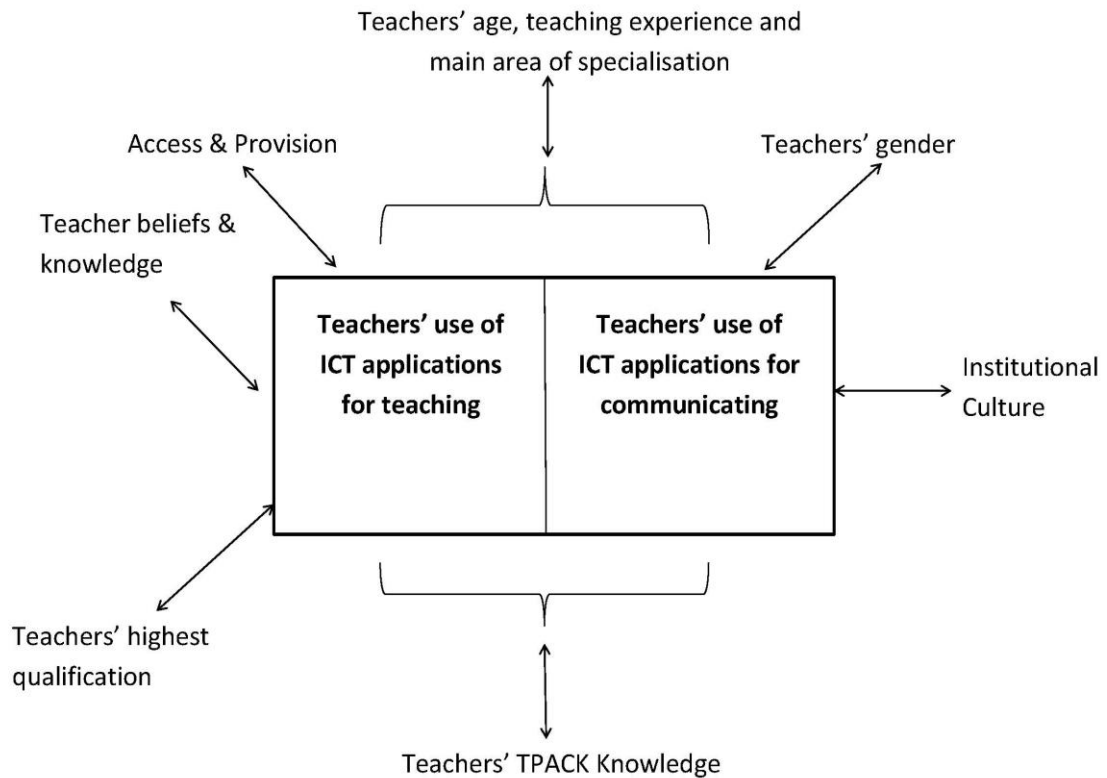 Teachers’ age, teaching experience and
main area of specialisation
Access & Provision
Teachers’ gender
Teacher beliefs &
knowledge
Teachers’ use of
ICT applications
for teaching
Teachers’ use of
ICT applications for
communicating
Institutional
Culture
Teachers’ highest
qualification
Teachers’ TPACK Knowledge